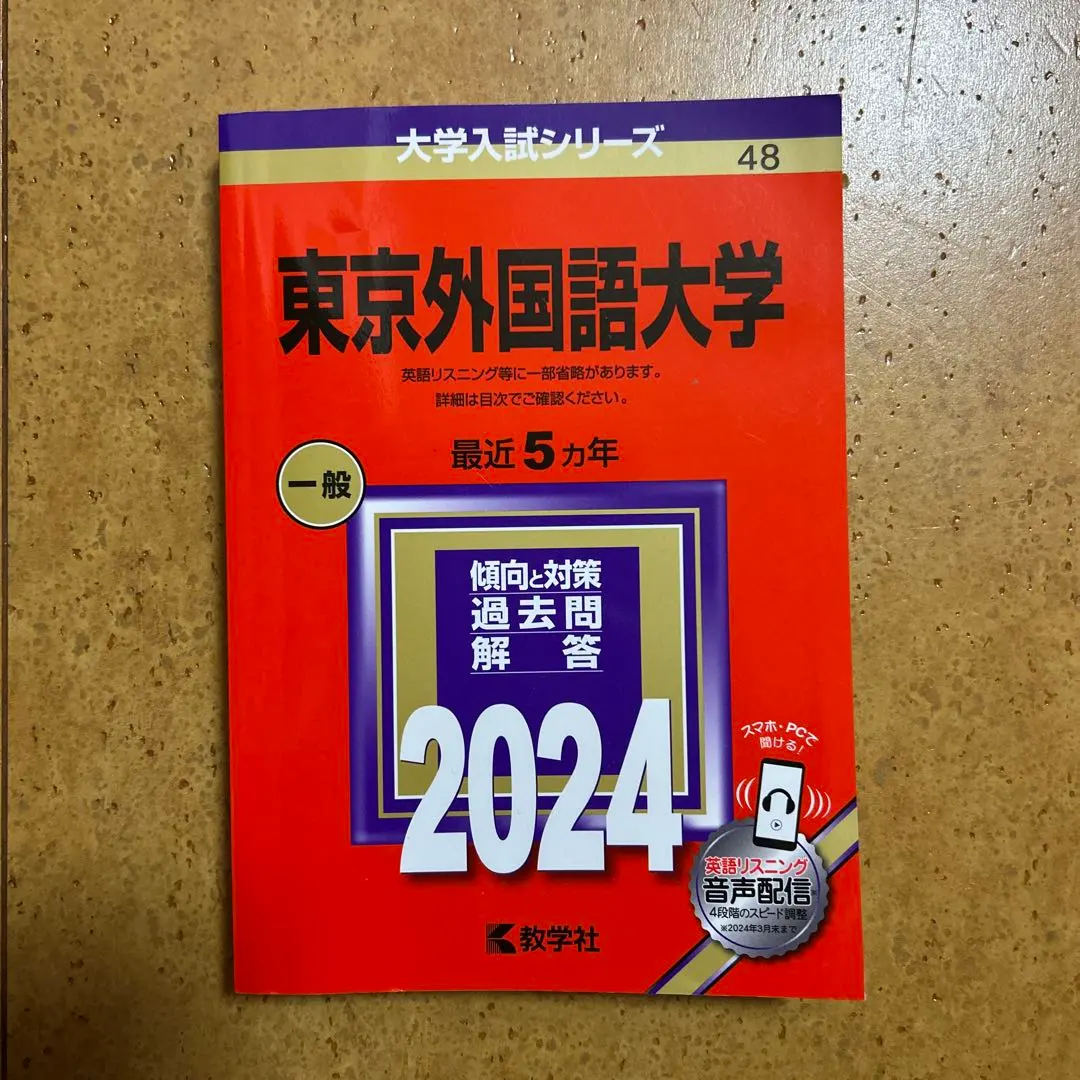 大学入試シリーズ
48
東京外国語大学
英語リスニング等に一部省略があります。
詳細は目次でご確認ください。
最近5カ年
一般
傾向と対策
過去問
解答
2024
スマホ・PCで
聞ける!
英語リスニング
音声配信※
4段階のスピード調整
※2024年3月末まで
教学社